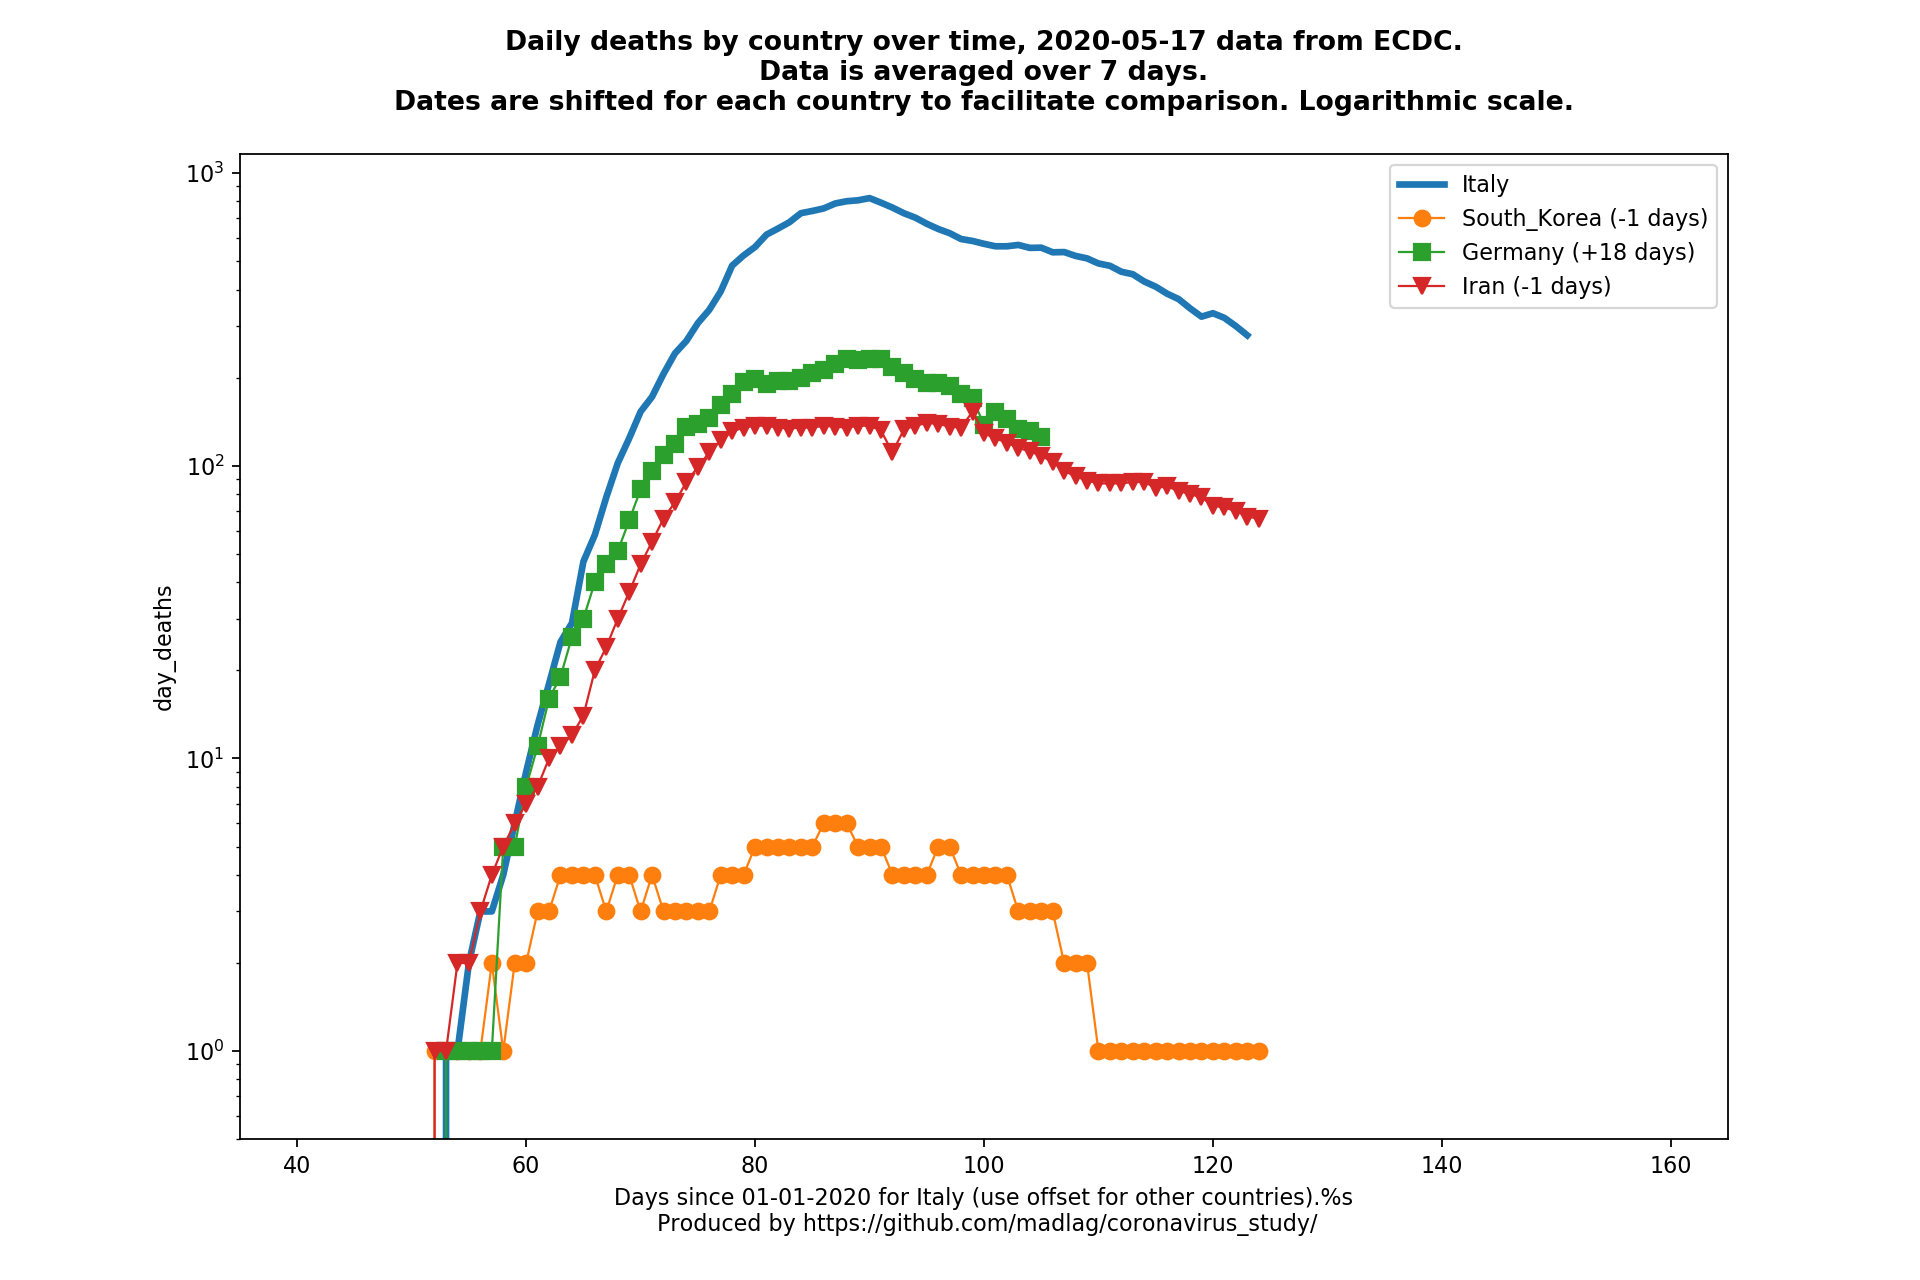 Daily deaths by country over time, 2020-05-17 data from ECDC.
Data is averaged over 7 days.
Dates are shifted for each country to facilitate comparison. Logarithmic scale.
10³
10²
10¹
10⁰
day_deaths
Italy
South_Korea (-1 days)
Germany (+18 days)
Iran (-1 days)
40 60 80 100 120 140 160
Days since 01-01-2020 for Italy (use offset for other countries).%s
Produced by https://github.com/madlag/coronavirus_study/